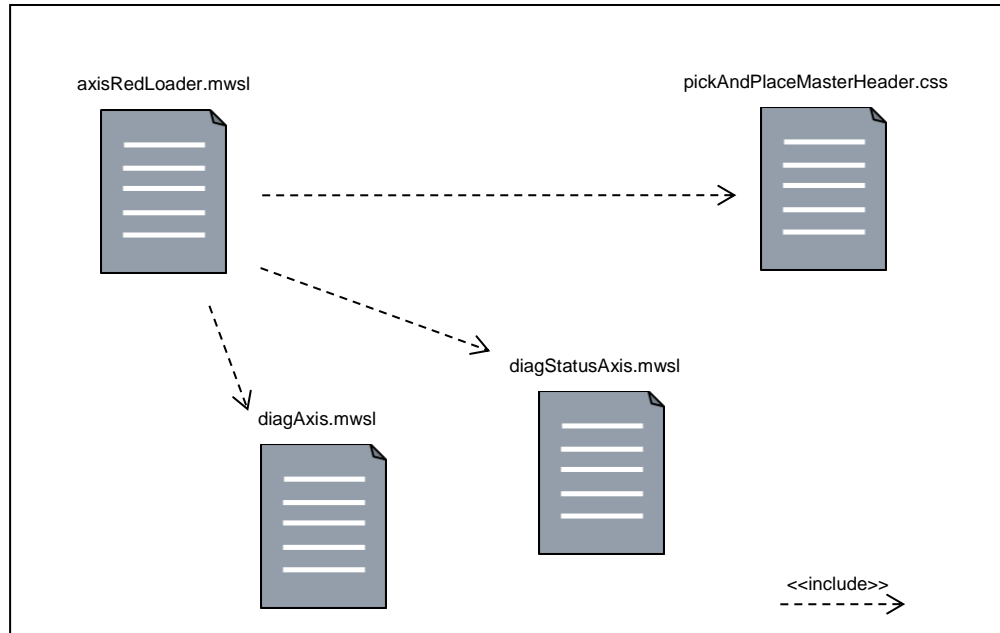 axisRedLoader.mwsl
pickAndPlaceMasterHeader.css
diagStatusAxis.mwsl
diagAxis.mwsl
<<include>>